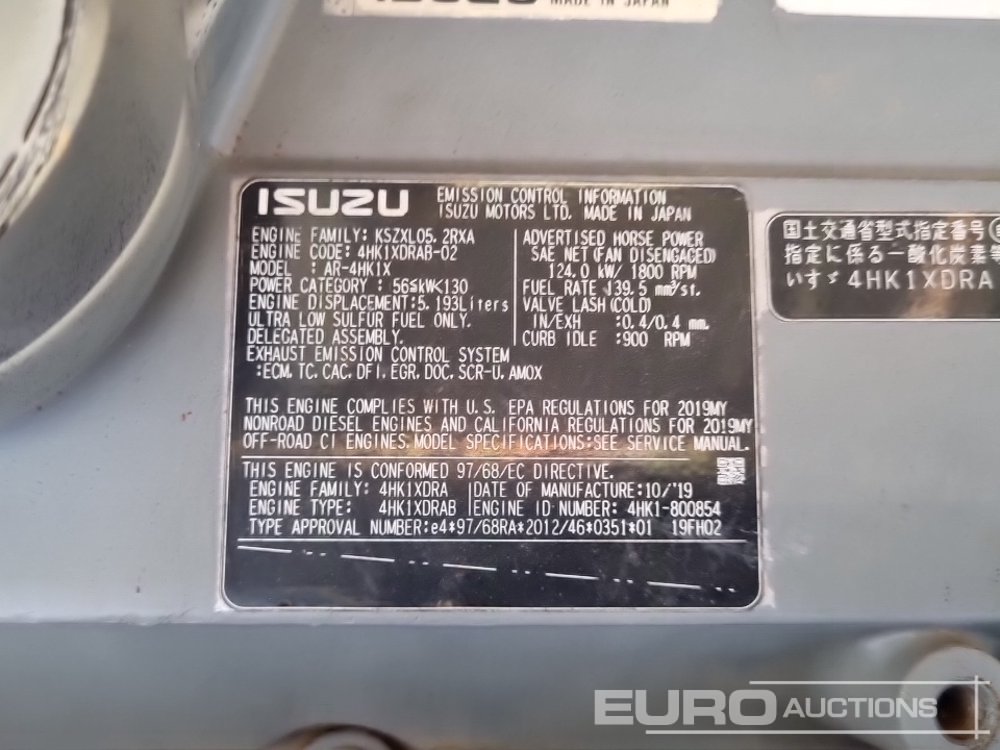 MADE IN JAPAN
ISUZU
EMISSION CONTROL INFORMATION
ISUZU MOTORS LTD. MADE IN JAPAN
ENGINE FAMILY: KSZXL05.2RXA
ENGINE CODE: 4HK1XDRAB-02
MODEL : AR-4HK1X
POWER CATEGORY : 56≤kW<130
ENGINE DISPLACEMENT:5.193Liters
ULTRA LOW SULFUR FUEL ONLY.
DELEGATED ASSEMBLY.
ADVERTISED HORSE POWER
SAE NET(FAN DISENGAGED)
124.0 kW/ 1800 RPM
FUEL RATE :139.5 mm³/st.
VALVE LASH(COLD)
IN/EXH :0.4/0.4 mm.
CURB IDLE :900 RPM
EXHAUST EMISSION CONTROL SYSTEM
:ECM, TC, CAC, DFI, EGR, DOC, SCR-U, AMOX
THIS ENGINE COMPLIES WITH U.S. EPA REGULATIONS FOR 2019MY
NONROAD DIESEL ENGINES AND CALIFORNIA REGULATIONS FOR 2019MY
OFF-ROAD CI ENGINES. MODEL SPECIFICATIONS:SEE SERVICE MANUAL.
THIS ENGINE IS CONFORMED 97/68/EC DIRECTIVE.
ENGINE FAMILY: 4HK1XDRA
DATE OF MANUFACTURE:10/'19
ENGINE TYPE: 4HK1XDRAB
ENGINE ID NUMBER: 4HK1-800854
TYPE APPROVAL NUMBER:e4*97/68RA*2012/46*0351*01 19FH02
国土交通省型式指定番号
指定に係る一酸化炭素等
いすゞ 4HK1XDRA
EURO AUCTIONS